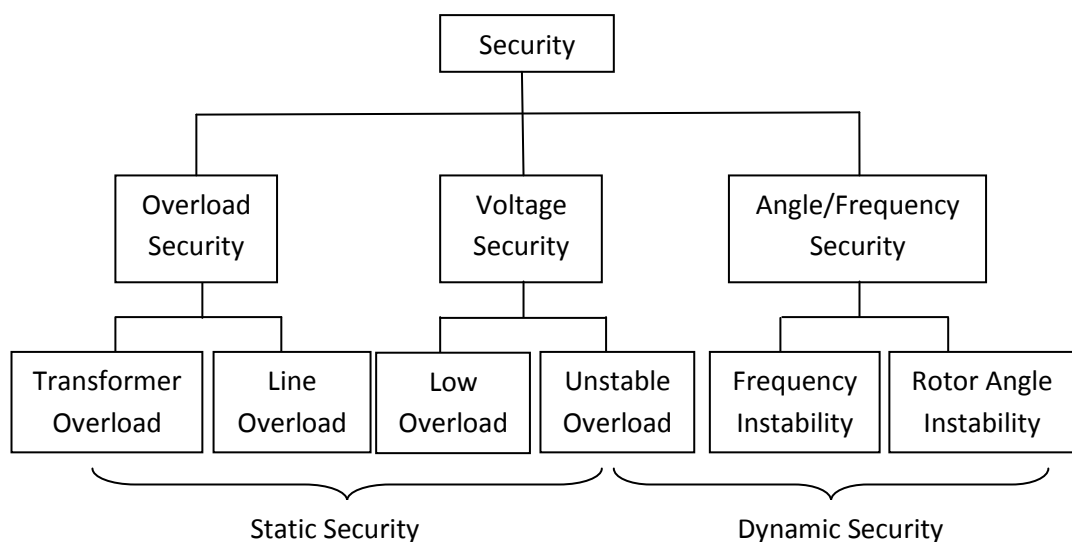 Security
Overload
Security
Voltage
Security
Angle/Frequency
Security
Transformer
Overload
Line
Overload
Low
Overload
Unstable
Overload
Frequency
Instability
Rotor Angle
Instability
Static Security
Dynamic Security